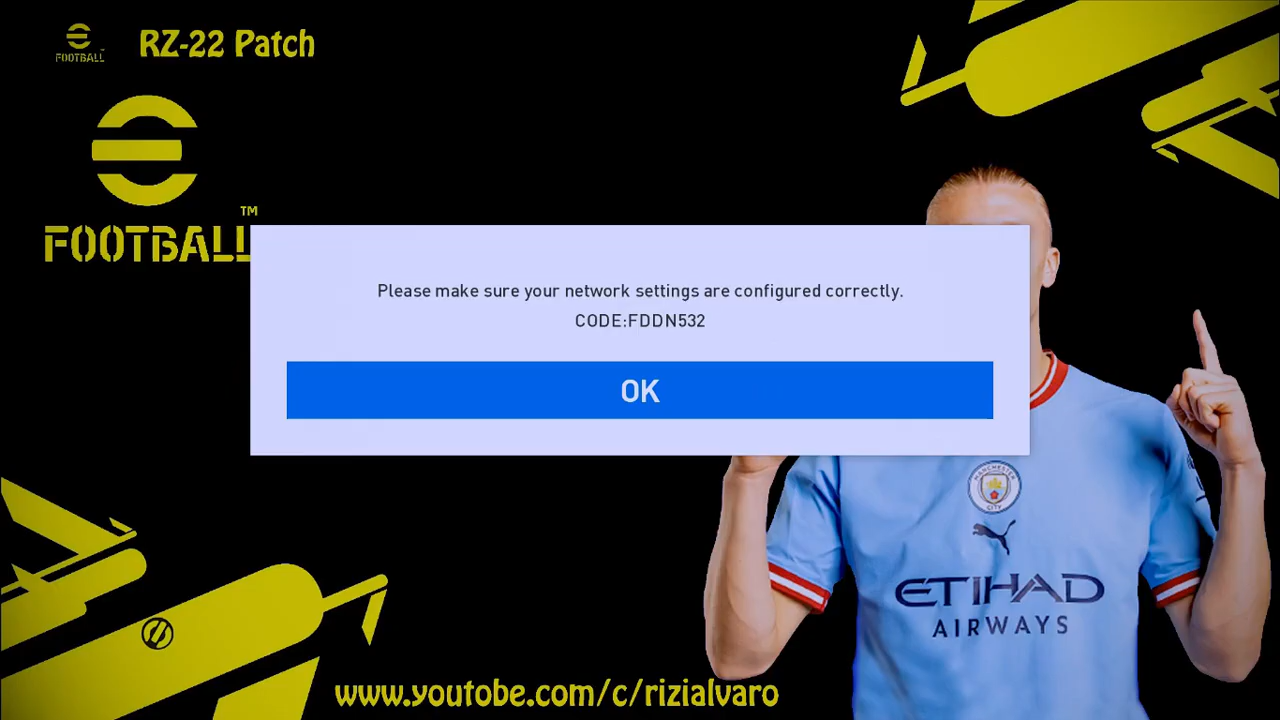 FOOTBALL™
RZ-22 Patch
FOOTBALL
TM
Please make sure your network settings are configured correctly.
CODE:FDDN532
OK
MANCHESTER
CITY
ETIHAD
AIRWAYS
www.youtobe.com/c/rizialvaro